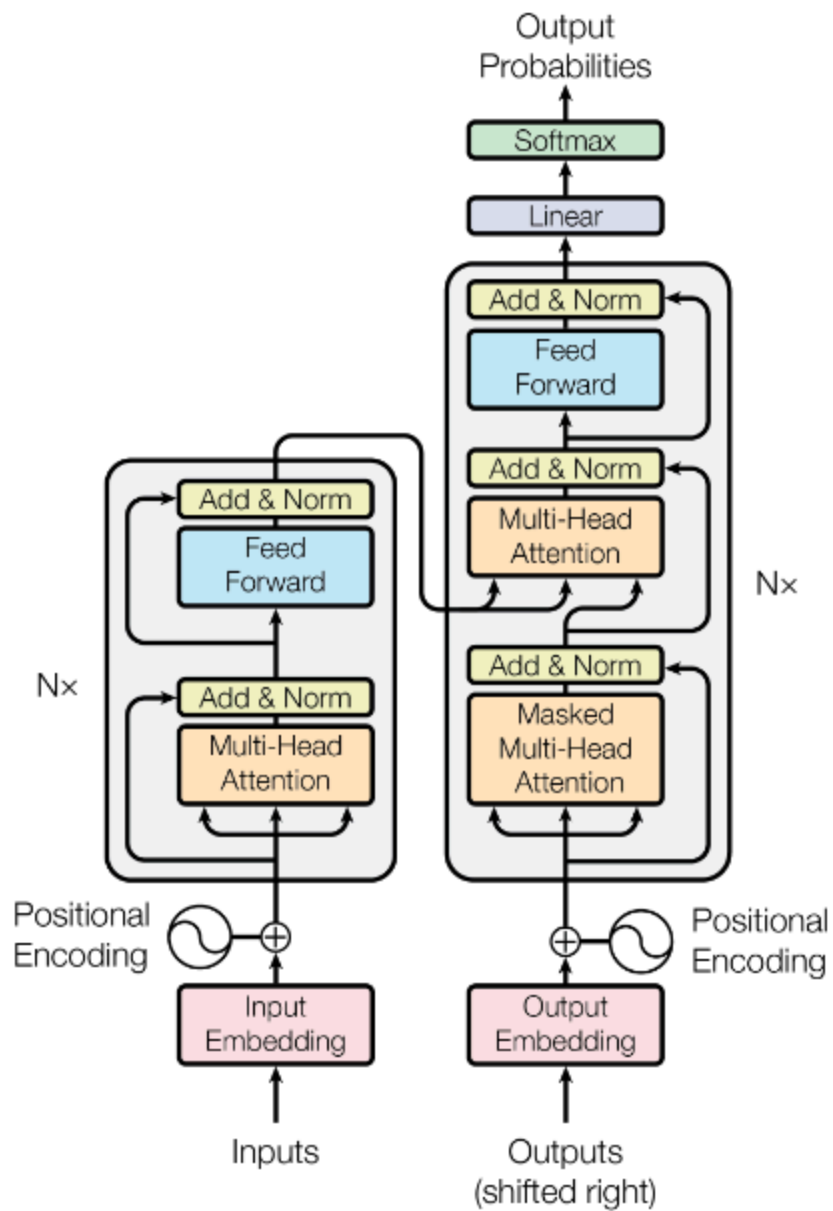 Output
Probabilities
Softmax
Linear
Add & Norm
Feed
Forward
Add & Norm
Multi-Head
Attention
Add & Norm
Masked
Multi-Head
Attention
N×
Add & Norm
Feed
Forward
Add & Norm
Multi-Head
Attention
N×
Positional
Encoding
Positional
Encoding
Input
Embedding
Output
Embedding
Inputs
Outputs
(shifted right)